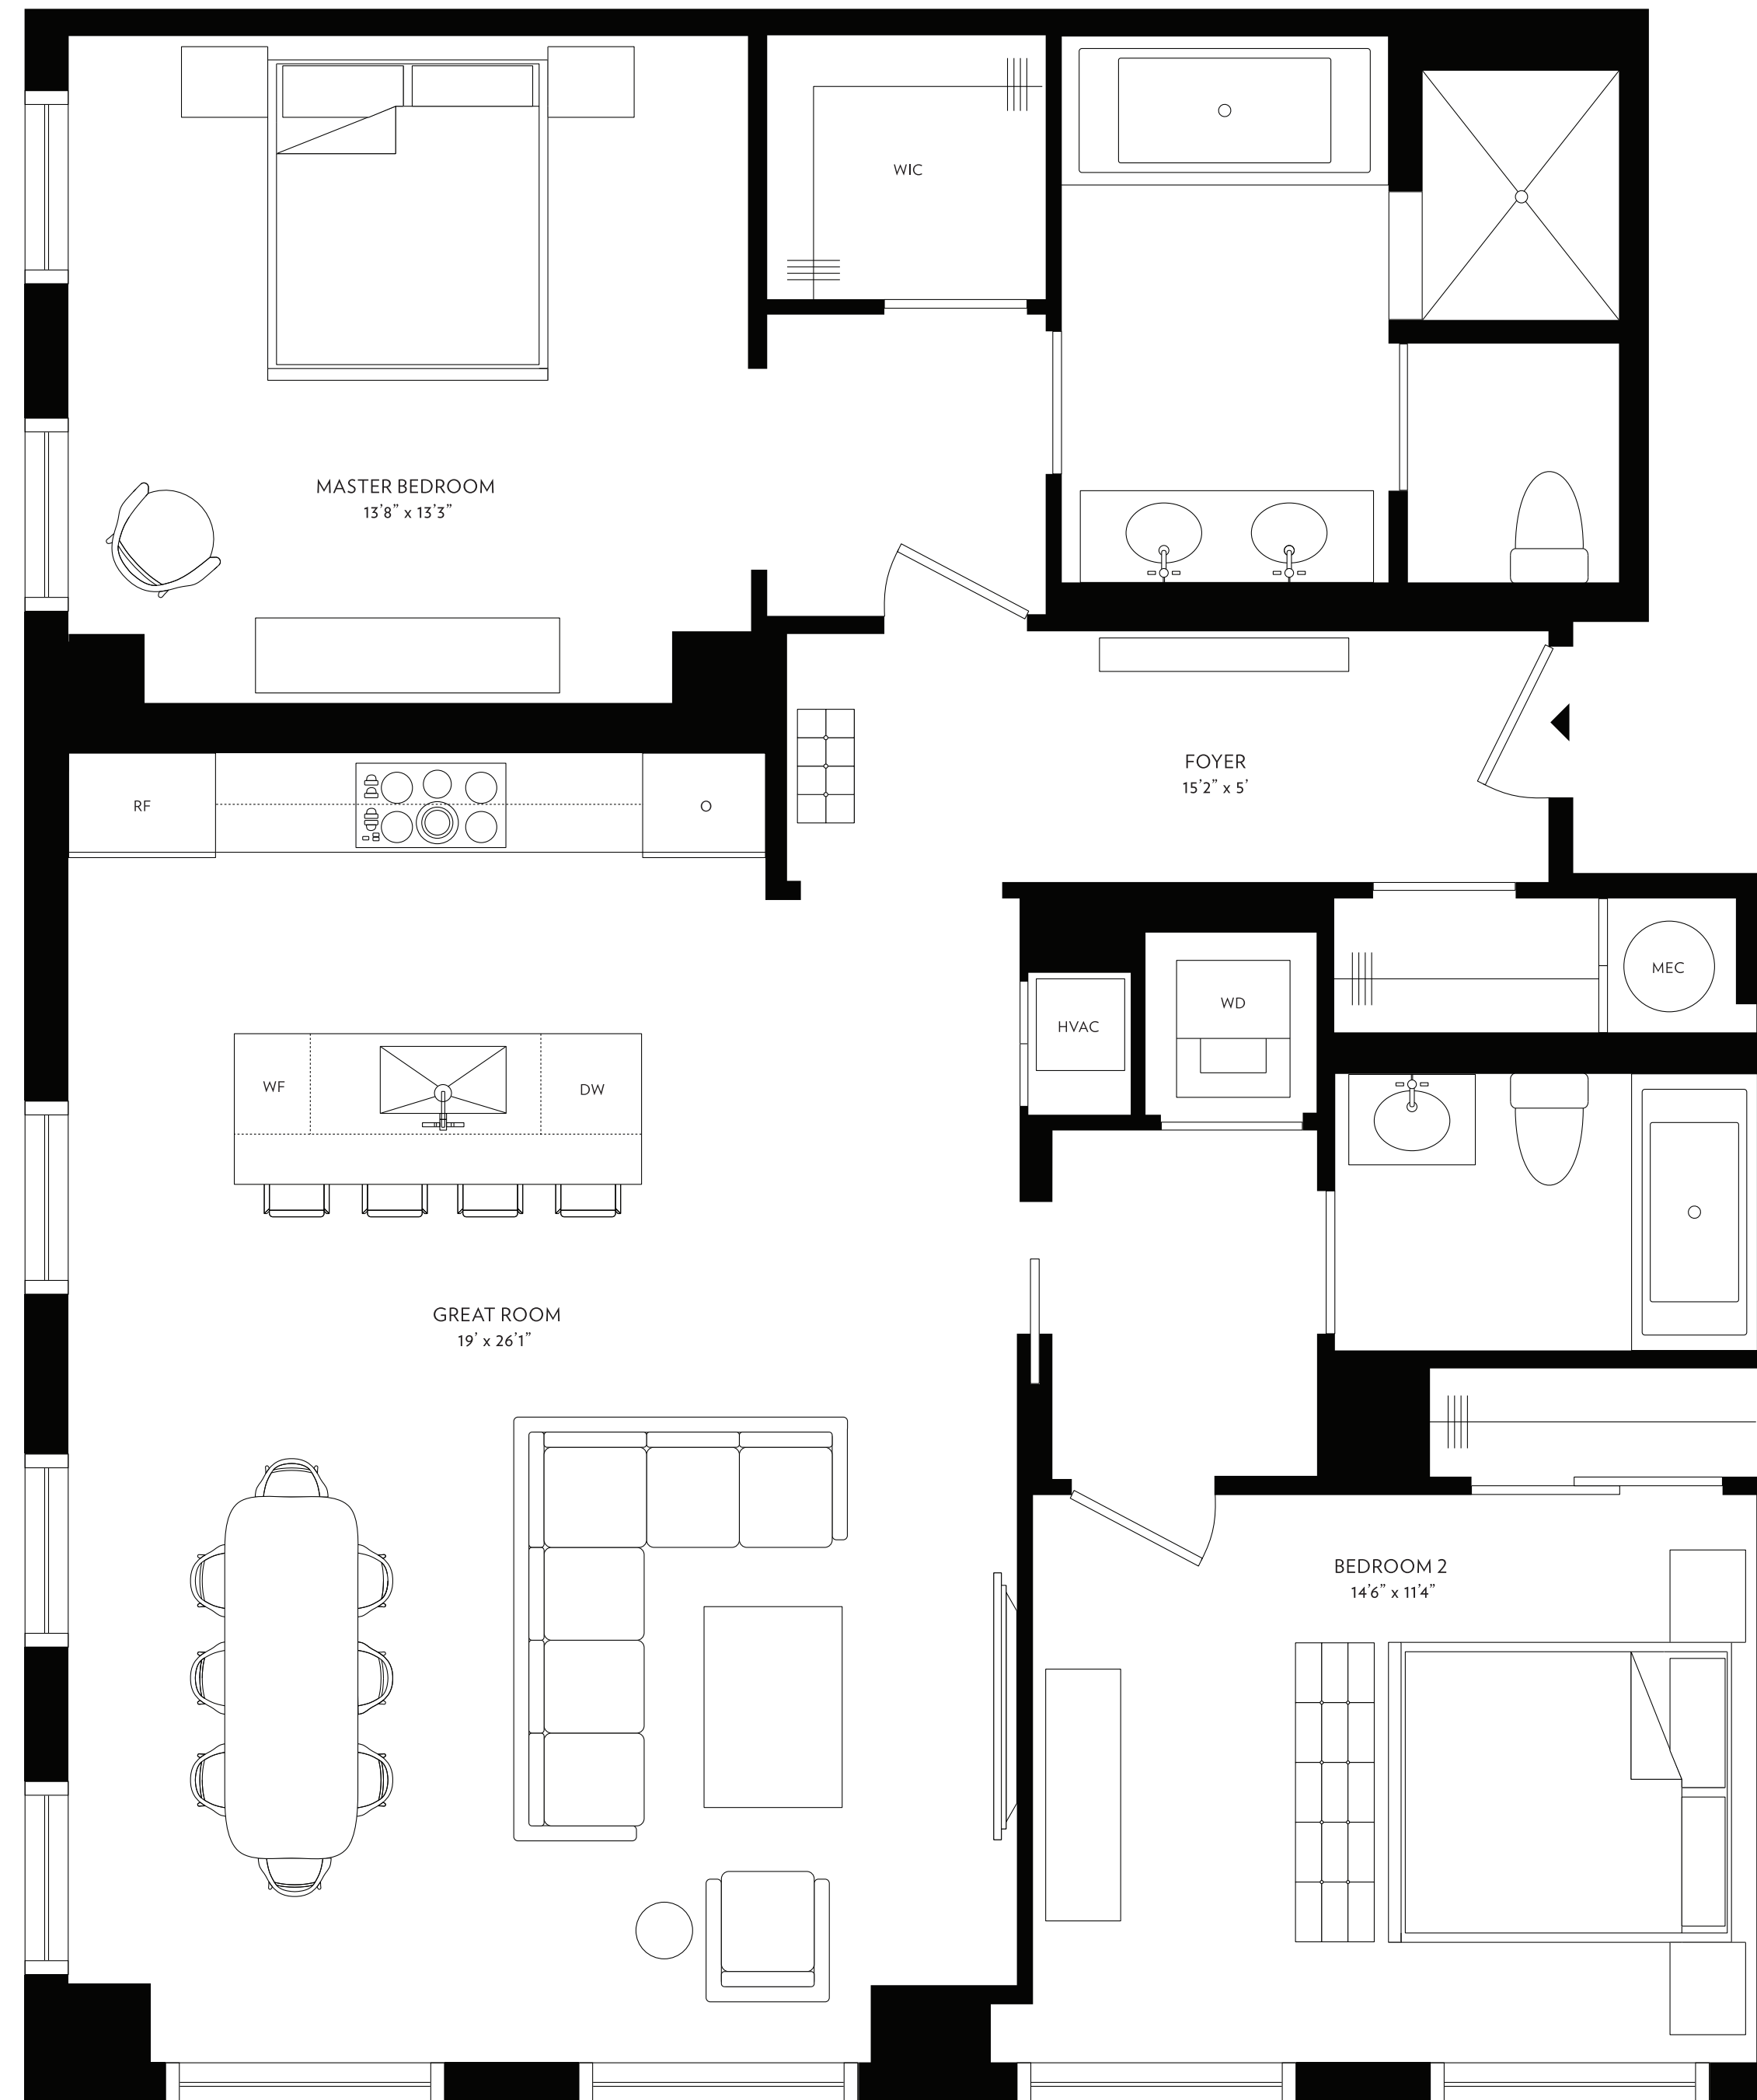 WIC
MASTER BEDROOM
13'8" x 13'3"
FOYER
15'2" x 5'
RF
O
MEC
WD
HVAC
WF
DW
GREAT ROOM
19' x 26'1"
BEDROOM 2
14'6" x 11'4"